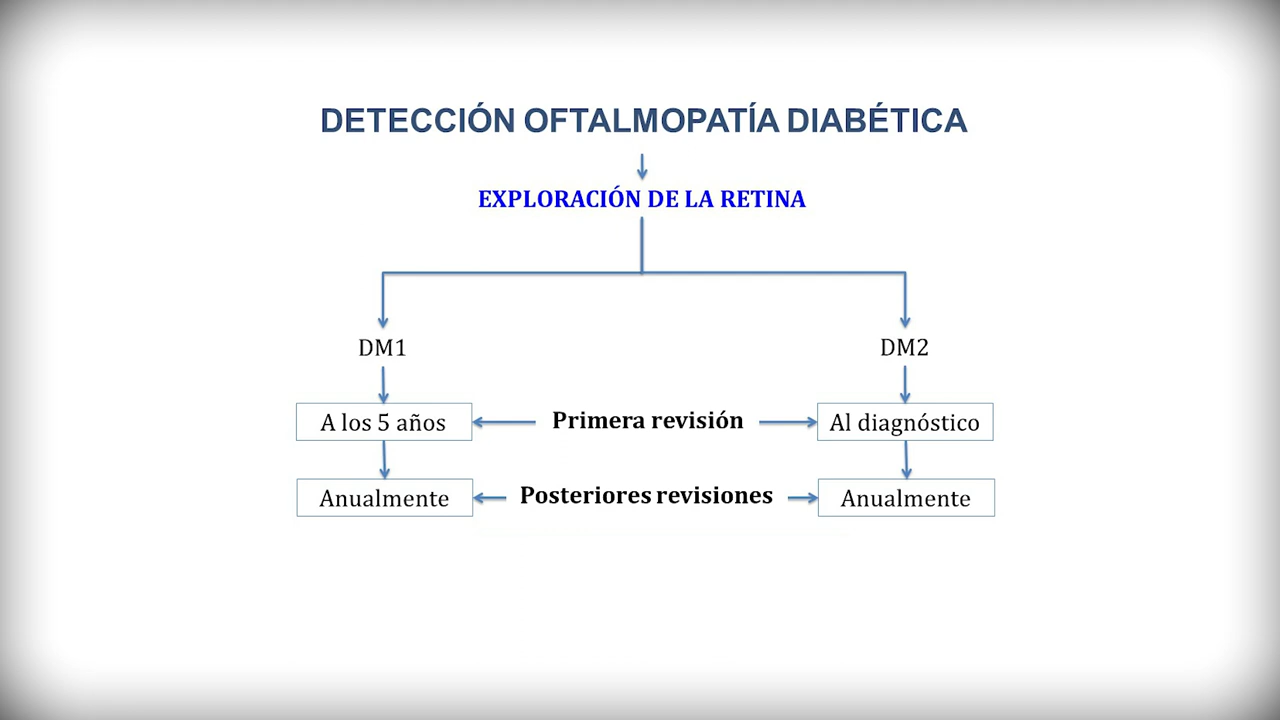 DETECCIÓN OFTALMOPATÍA DIABÉTICA
EXPLORACIÓN DE LA RETINA
DM1
DM2
A los 5 años
Primera revisión
Al diagnóstico
Anualmente
Posteriores revisiones
Anualmente